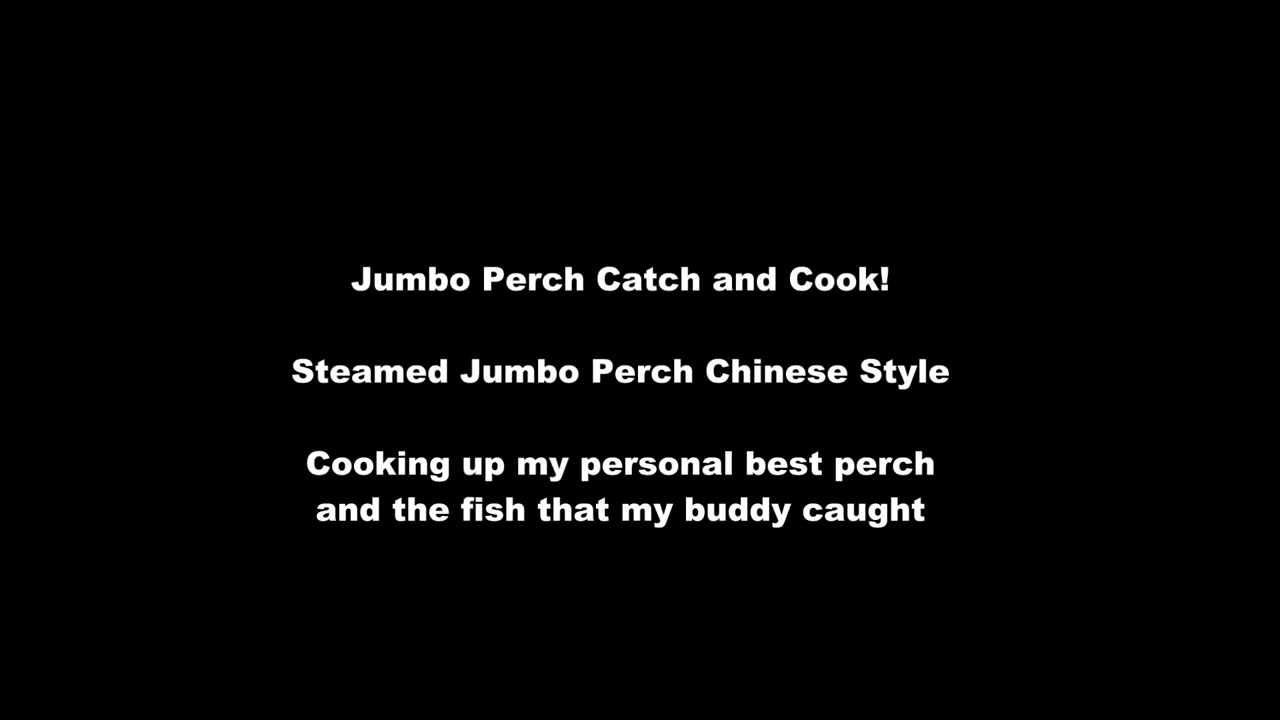 Jumbo Perch Catch and Cook!
Steamed Jumbo Perch Chinese Style
Cooking up my personal best perch
and the fish that my buddy caught